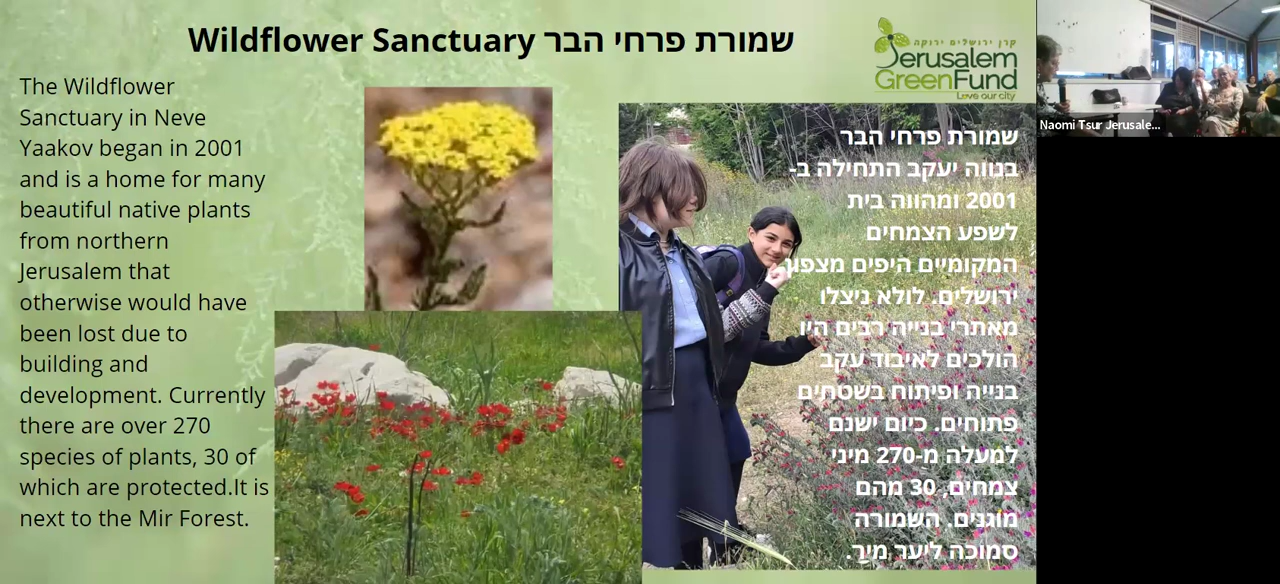 Wildflower Sanctuary שמורת פרחי הבר
קרן ירושלים ירוקה
Jerusalem
GreenFund
Love our city
The Wildflower
Sanctuary in Neve
Yaakov began in 2001
and is a home for many
beautiful native plants
from northern
Jerusalem that
otherwise would have
been lost due to
building and
development. Currently
there are over 270
species of plants, 30 of
which are protected.It is
next to the Mir Forest.
שמורת פרחי הבר
בנווה יעקב התחילה ב-
2001 ומהווה בית
לשפע הצמחים
המקומיים היפים מצפון
ירושלים. לולא ניצלו
מאתרי בנייה רבים היו
הולכים לאיבוד עקב
בנייה ופיתוח בשטחים
פתוחים. כיום ישנם
למעלה מ-270 מיני
צמחים, 30 מהם
מוגנים. השמורה
סמוכה ליער מיר.
Naomi Tsur Jerusale...